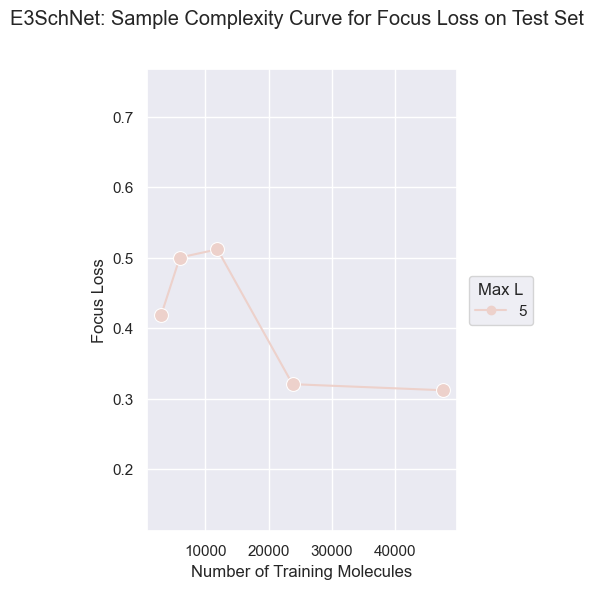 E3SchNet: Sample Complexity Curve for Focus Loss on Test Set
0.7
0.6
0.5
0.4
0.3
0.2
Focus Loss
10000 20000 30000 40000
Number of Training Molecules
Max L
5